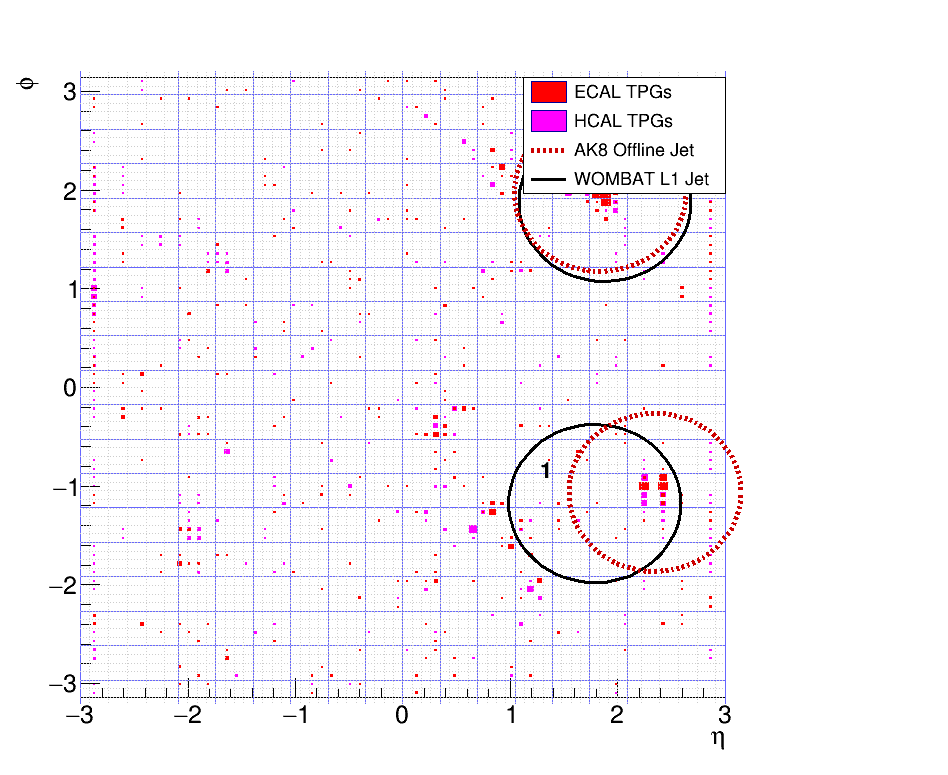 ϕ
3
2
1
0
−1
−2
−3
ECAL TPGs
HCAL TPGs
AK8 Offline Jet
WOMBAT L1 Jet
1
−3 −2 −1 0 1 2 3
η